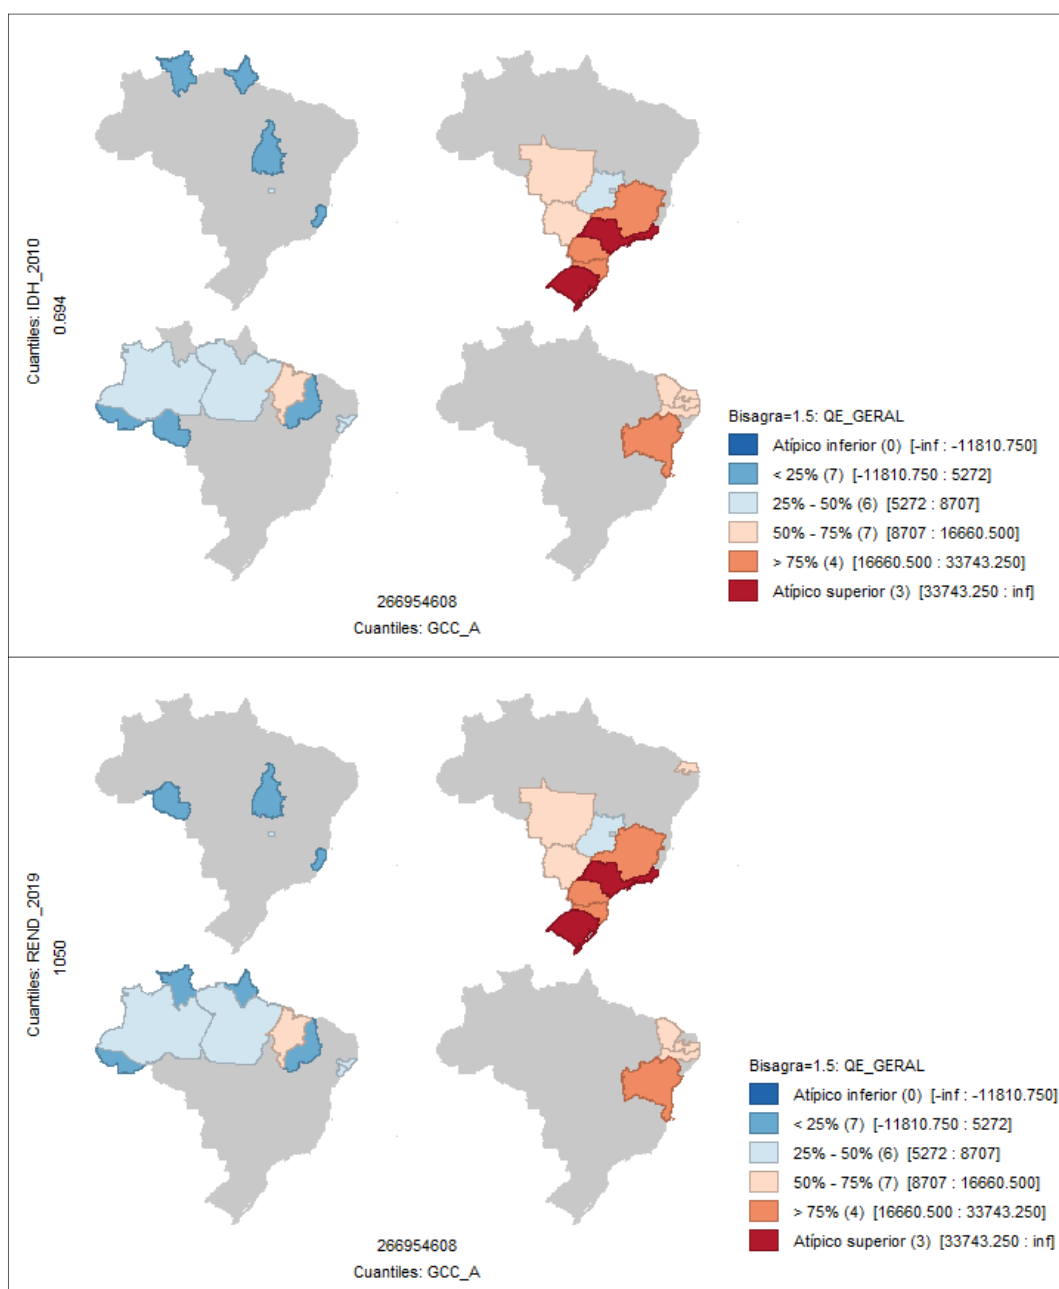 Cuantiles: IDH_2010
0.694
Bisagra=1.5: QE_GERAL
Atípico inferior (0) [-inf : -11810.750]
< 25% (7) [-11810.750 : 5272]
25% - 50% (6) [5272 : 8707]
50% - 75% (7) [8707 : 16660.500]
> 75% (4) [16660.500 : 33743.250]
Atípico superior (3) [33743.250 : inf]
266954608
Cuantiles: GCC_A
Cuantiles: REND_2019
1050
Bisagra=1.5: QE_GERAL
Atípico inferior (0) [-inf : -11810.750]
< 25% (7) [-11810.750 : 5272]
25% - 50% (6) [5272 : 8707]
50% - 75% (7) [8707 : 16660.500]
> 75% (4) [16660.500 : 33743.250]
Atípico superior (3) [33743.250 : inf]
266954608
Cuantiles: GCC_A